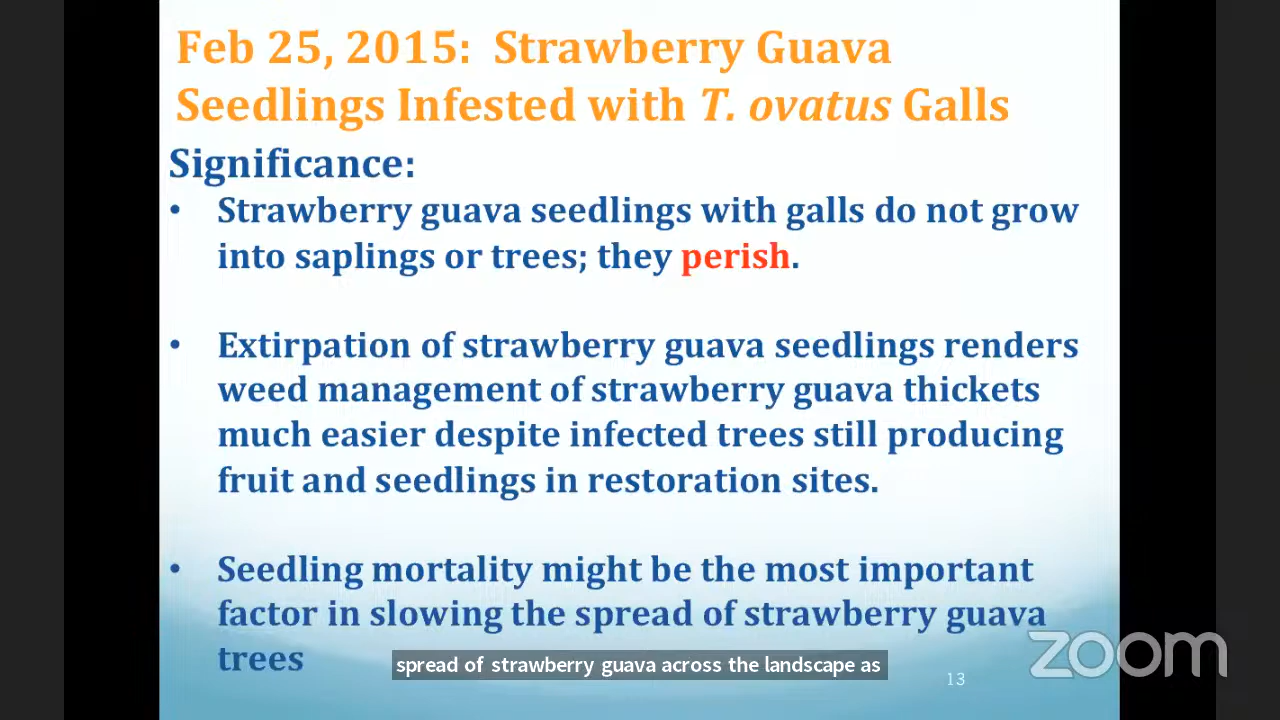 Feb 25, 2015:  Strawberry Guava
Seedlings Infested with T. ovatus Galls
Significance:
• Strawberry guava seedlings with galls do not grow
into saplings or trees; they perish.
• Extirpation of strawberry guava seedlings renders
weed management of strawberry guava thickets
much easier despite infected trees still producing
fruit and seedlings in restoration sites.
• Seedling mortality might be the most important
factor in slowing the spread of strawberry guava
trees
spread of strawberry guava across the landscape as
zoom
13